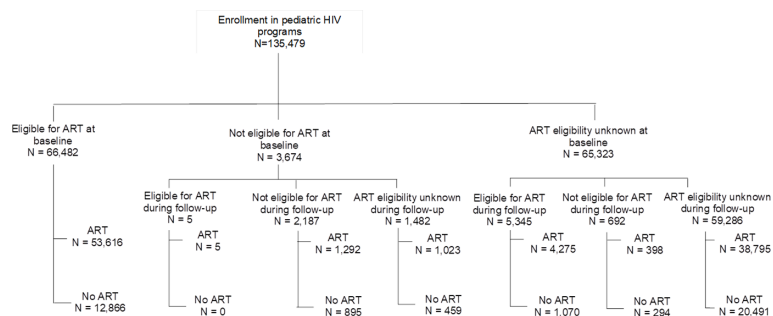 Enrollment in pediatric HIV
programs
N=135,479
Eligible for ART at
baseline
N = 66,482
Not eligible for ART at
baseline
N = 3,674
ART eligibility unknown at
baseline
N = 65,323
Eligible for ART
during follow-up
N = 5
Not eligible for ART
during follow-up
N = 2,187
ART eligibility unknown
during follow-up
N = 1,482
Eligible for ART
during follow-up
N = 5,345
Not eligible for ART
during follow-up
N = 692
ART eligibility unknown
during follow-up
N = 59,286
ART
N = 53,616
ART
N = 5
ART
N = 1,292
ART
N = 1,023
ART
N = 4,275
ART
N = 398
ART
N = 38,795
No ART
N = 12,866
No ART
N = 0
No ART
N = 895
No ART
N = 459
No ART
N = 1.070
No ART
N = 294
No ART
N = 20.491